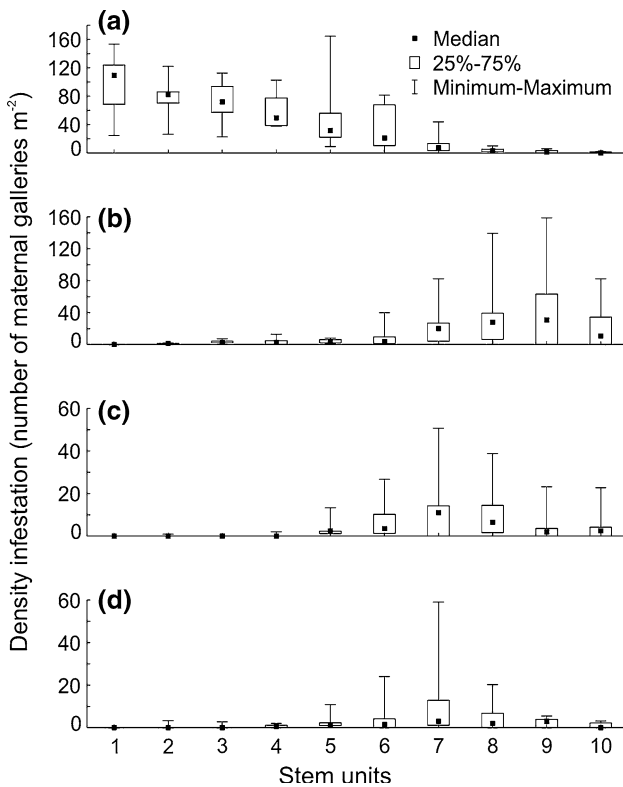 Density infestation (number of maternal galleries m-2)
(a)
160
120
80
40
0
Median
25%-75%
Minimum-Maximum
(b)
160
120
80
40
0
(c)
60
40
20
0
(d)
60
40
20
0
1 2 3 4 5 6 7 8 9 10
Stem units